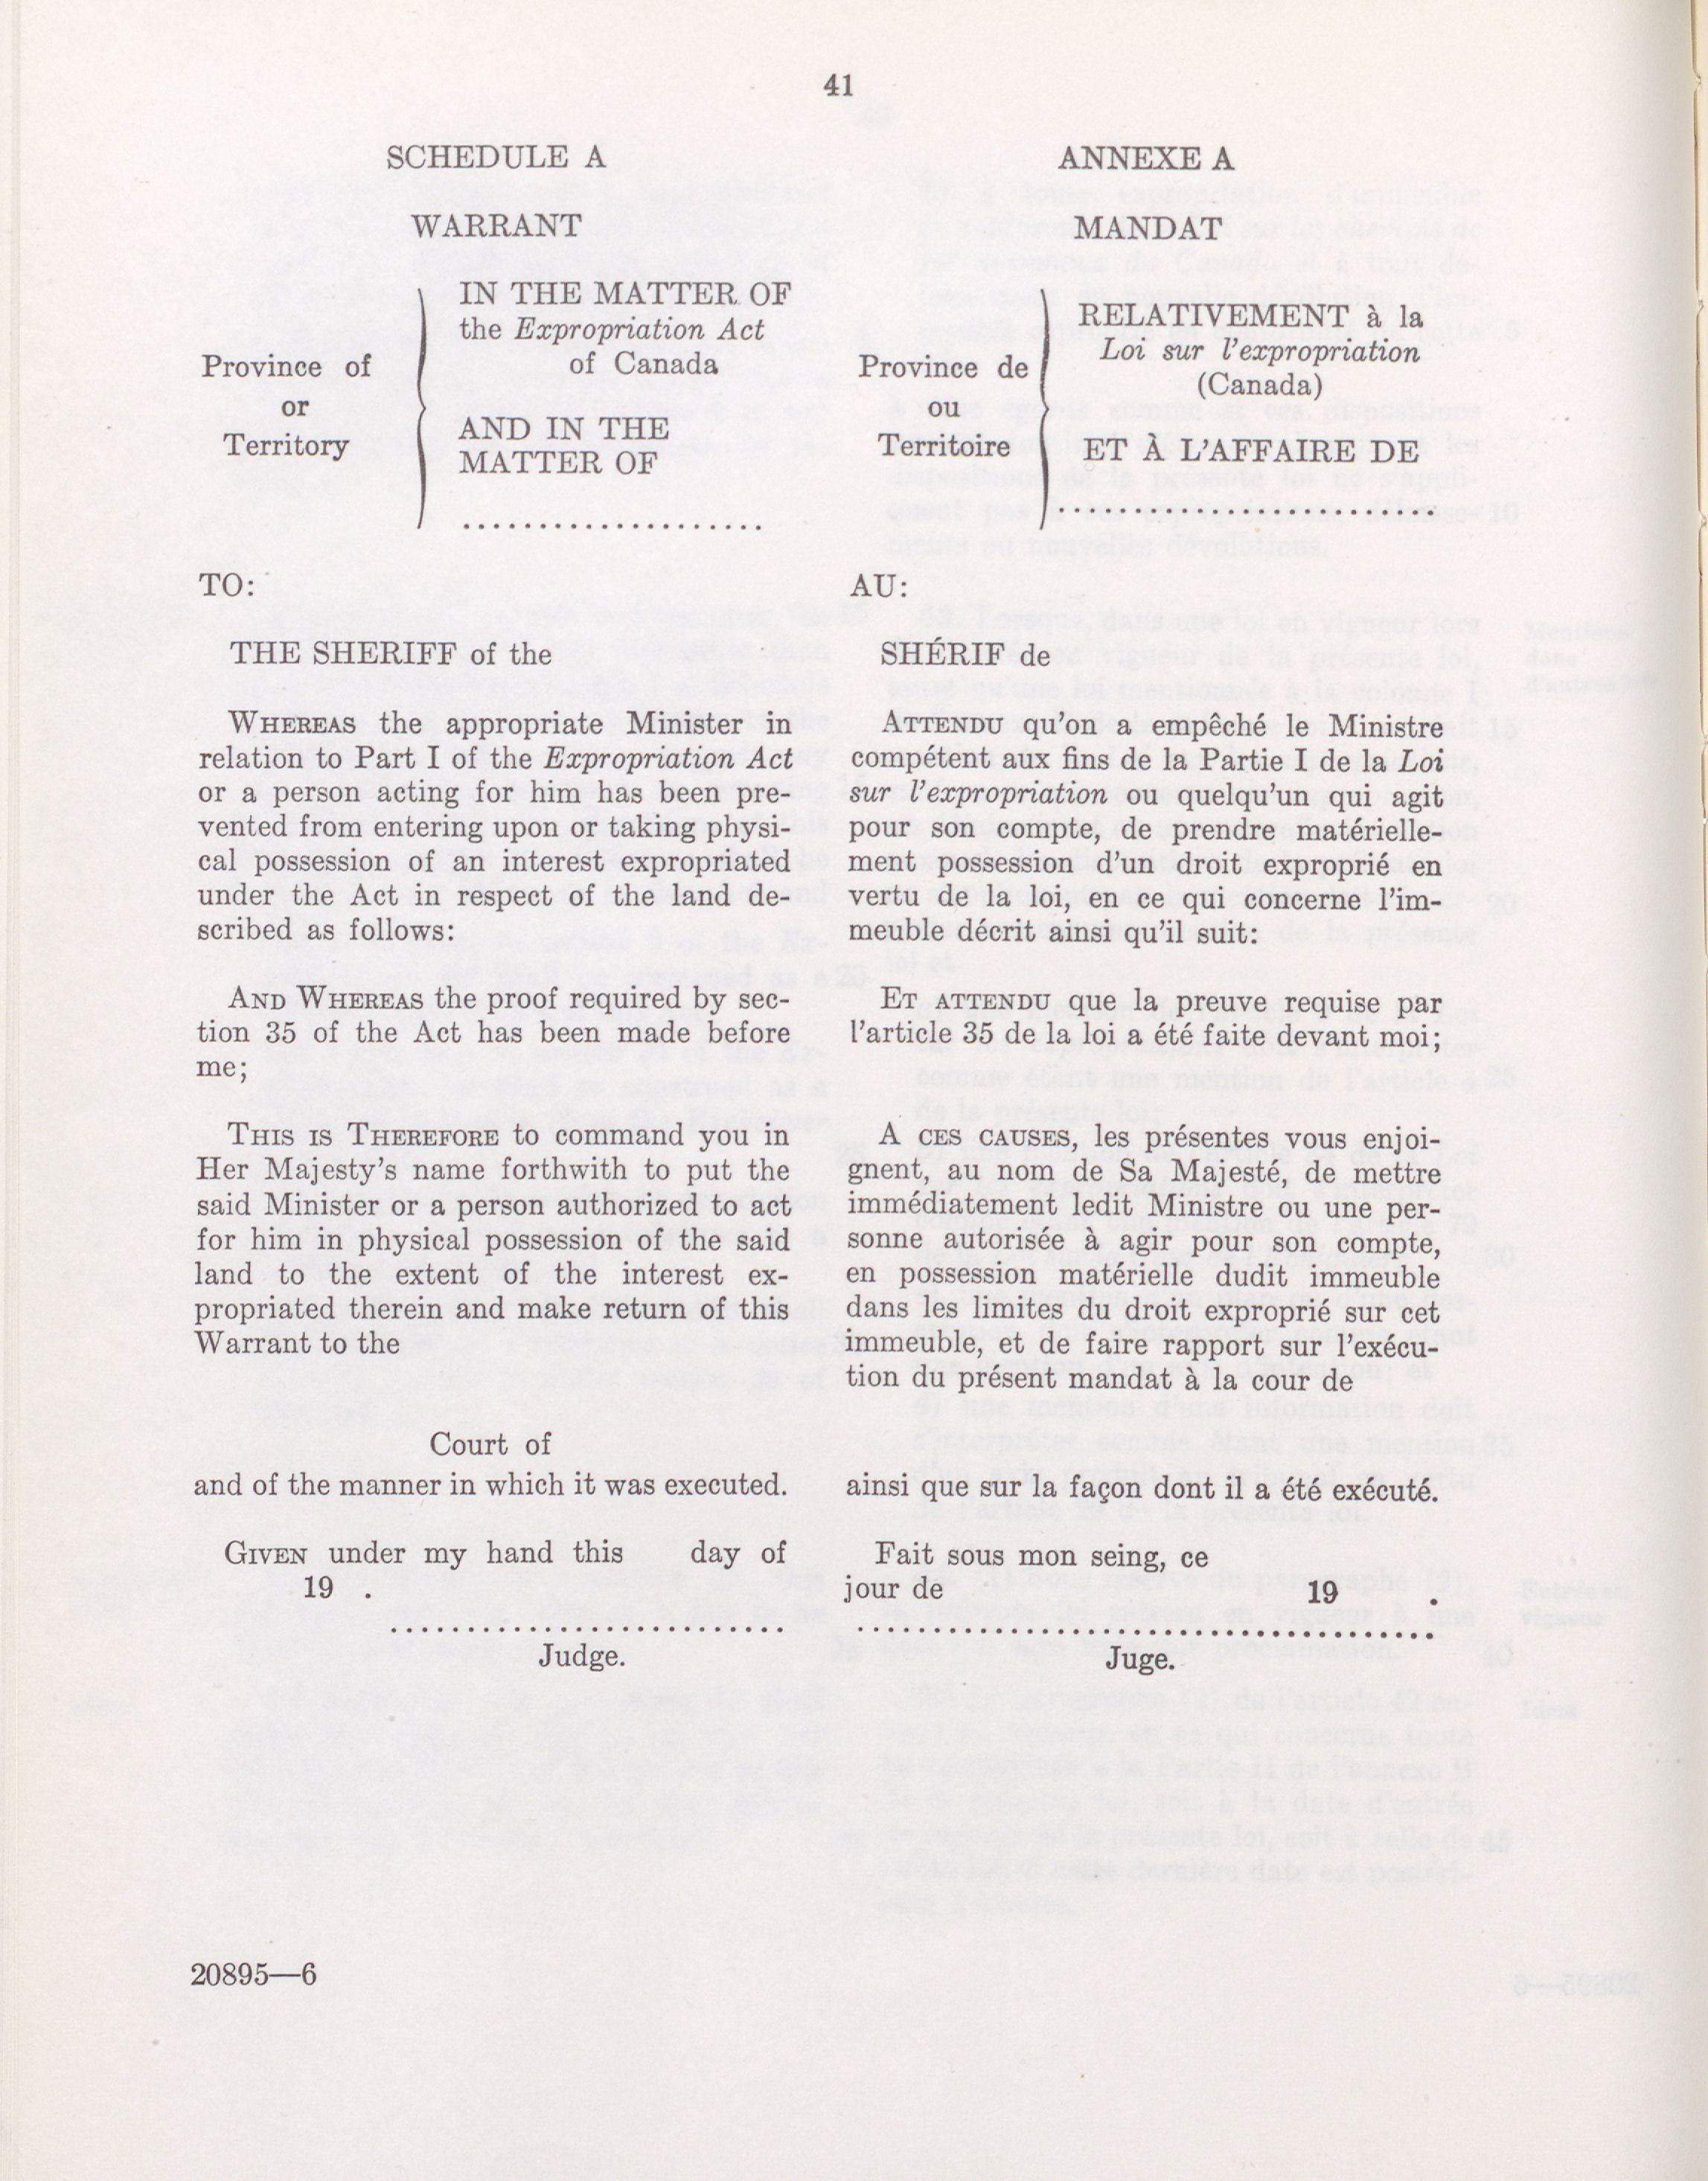 41
SCHEDULE A
WARRANT
Province of
or
Territory
IN THE MATTER OF
the Expropriation Act
of Canada
AND IN THE
MATTER OF
....................
TO:
THE SHERIFF of the
WHEREAS the appropriate Minister in
relation to Part I of the Expropriation Act
or a person acting for him has been pre-
vented from entering upon or taking physi-
cal possession of an interest expropriated
under the Act in respect of the land de-
scribed as follows:
AND WHEREAS the proof required by sec-
tion 35 of the Act has been made before
me;
THIS IS THEREFORE to command you in
Her Majesty's name forthwith to put the
said Minister or a person authorized to act
for him in physical possession of the said
land to the extent of the interest ex-
propriated therein and make return of this
Warrant to the
Court of
and of the manner in which it was executed.
GIVEN under my hand this day of
19 .
..........................
Judge.
ANNEXE A
MANDAT
Province de
ou
Territoire
RELATIVEMENT à la
Loi sur l'expropriation
(Canada)
ET À L'AFFAIRE DE
.........................
AU:
SHÉRIF de
ATTENDU qu'on a empêché le Ministre
compétent aux fins de la Partie I de la Loi
sur l'expropriation ou quelqu'un qui agit
pour son compte, de prendre matérielle-
ment possession d'un droit exproprié en
vertu de la loi, en ce qui concerne l'im-
meuble décrit ainsi qu'il suit:
ET ATTENDU que la preuve requise par
l'article 35 de la loi a été faite devant moi;
A CES CAUSES, les présentes vous enjoi-
gnent, au nom de Sa Majesté, de mettre
immédiatement ledit Ministre ou une per-
sonne autorisée à agir pour son compte,
en possession matérielle dudit immeuble
dans les limites du droit exproprié sur cet
immeuble, et de faire rapport sur l'exécu-
tion du présent mandat à la cour de
ainsi que sur la façon dont il a été exécuté.
Fait sous mon seing, ce
jour de 19 .
......................................
Juge.
20895—6